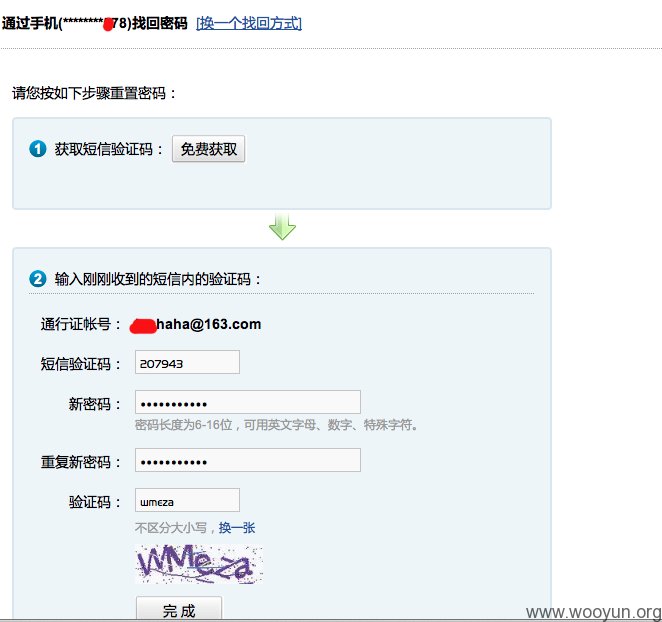 通过手机(********78)找回密码 [换一个找回方式]
请您按如下步骤重置密码：
1 获取短信验证码： 免费获取
2 输入刚刚收到的短信内的验证码：
通行证帐号： haha@163.com
短信验证码： 207943
新密码： •••••••••••
密码长度为6-16位，可用英文字母、数字、特殊字符。
重复新密码： •••••••••••
验证码： wmeza
不区分大小写，换一张
WMeza
完 成
www.wooyun.org